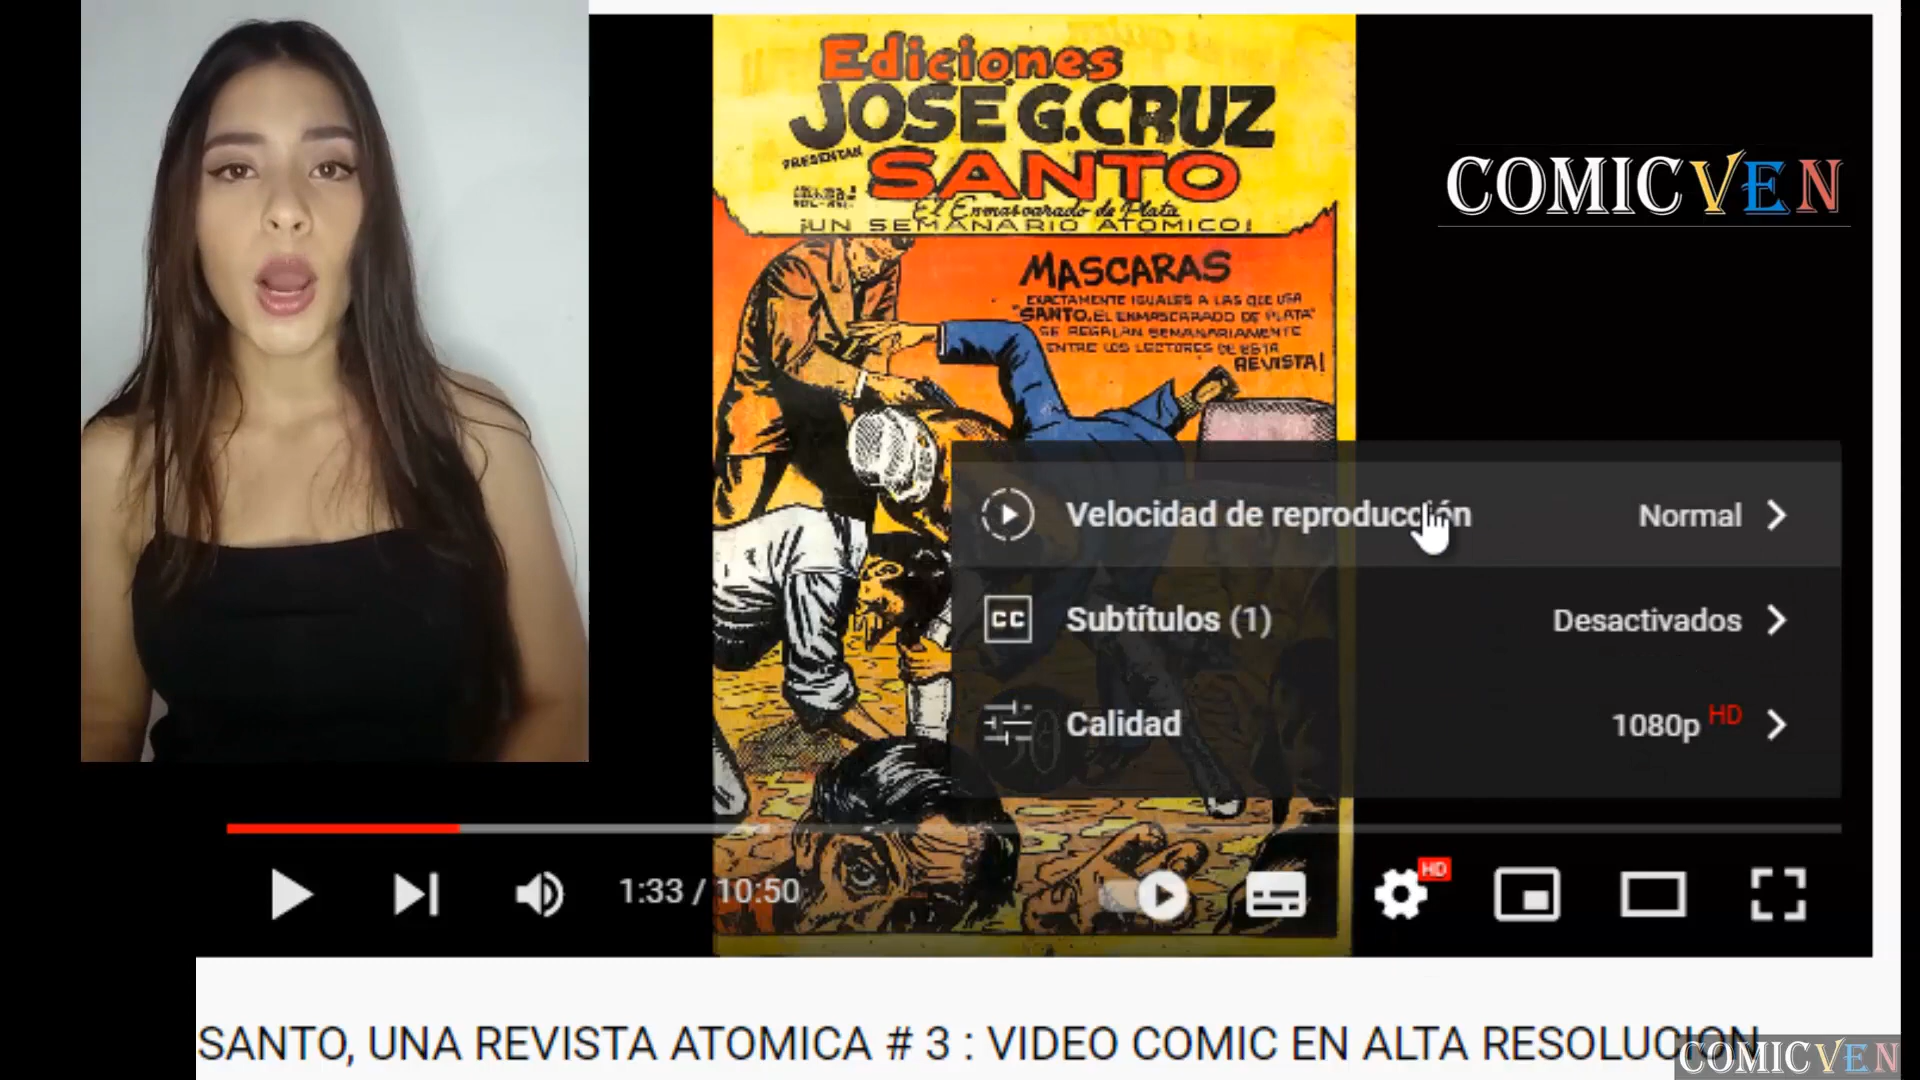 Ediciones
JOSE G. CRUZ
PRESENTAN
SANTO
El Enmascarado de Plata
¡UN SEMANARIO ATOMICO!
MASCARAS
EXACTAMENTE IGUALES A LAS QUE USA
"SANTO, EL ENMASCARADO DE PLATA"
SE REGALAN SEMANARIAMENTE
ENTRE LOS LECTORES DE ESTA
REVISTA!
COMICVEN
Velocidad de reproducción Normal
CC Subtítulos (1) Desactivados
Calidad 1080p HD
1:33 / 10:50
HD
SANTO, UNA REVISTA ATOMICA # 3 : VIDEO COMIC EN ALTA RESOLUCION
COMICVEN